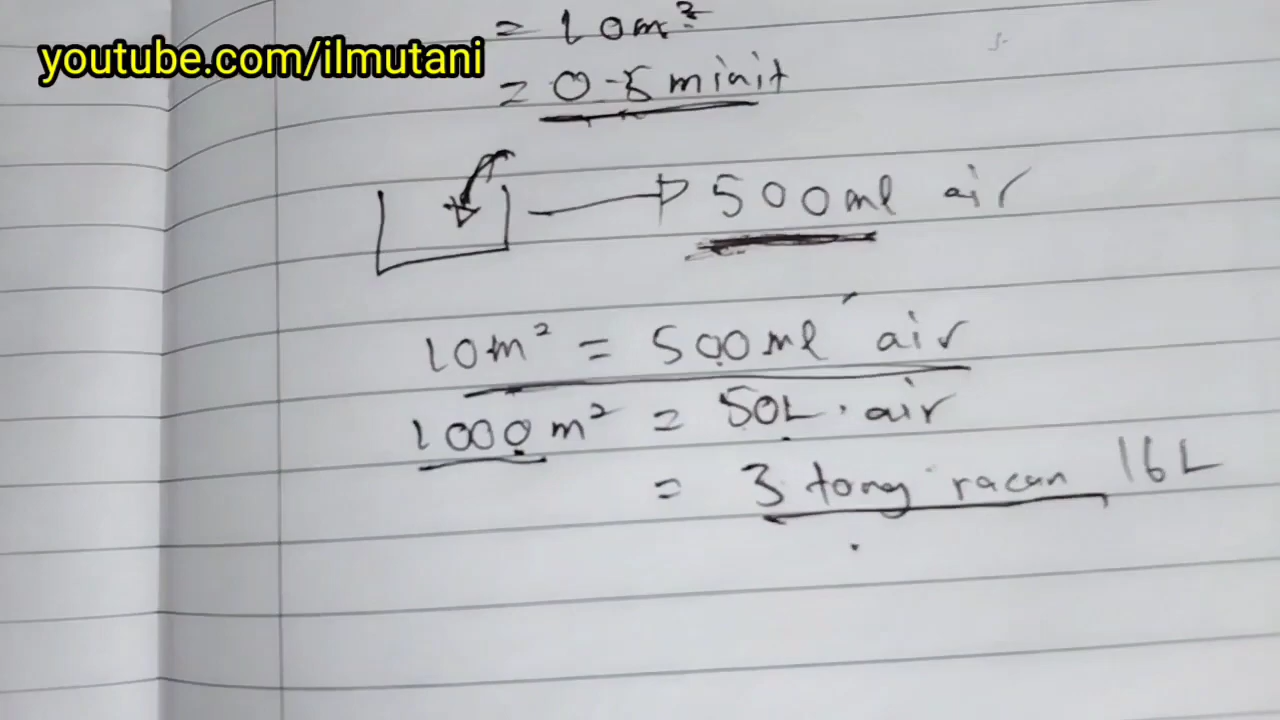 = 10m²
youtube.com/ilmutani
= 0.5 minit
500ml air
10m² = 500ml air
1000m² = 50L. air
= 3 tong racun 16L